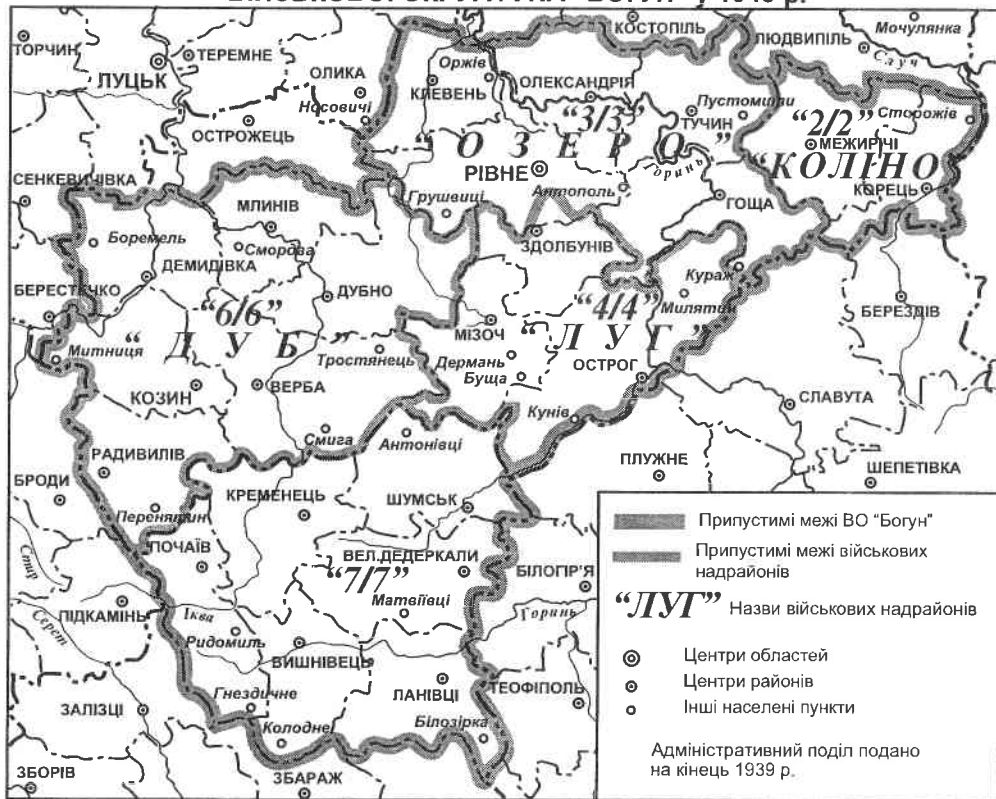 ТОРЧИН
ЛУЦЬК
ТЕРЕМНЕ
ОЛИКА
Носовичі
ОСТРОЖЕЦЬ
СЕНКЕВИЧІВКА
КОСТОПІЛЬ
ЛЮДВИПІЛЬ
Мочулянка
Случ
Оржів
КЛЕВЕНЬ
ОЛЕКСАНДРІЯ
Пустомили
ТУЧИН
Сторожів
“3/3”
“ОЗЕРО”
РІВНЕ
Горинь
Антополь
Грушвиці
“2/2”
МЕЖИРІЧІ
“КОЛІНО
КОРЕЦЬ
ГОЩА
МЛИНІВ
Боремель
Смордва
ДЕМИДІВКА
ЗДОЛБУНІВ
БЕРЕСТЕЧКО
“6/6”
ДУБНО
“ДУБ”
Митниця
Тростянець
МІЗОЧ
“4/4”
“ЛУГ”
Кураж
Милятин
БЕРЕЗДІВ
Дермань
Буща
ОСТРОГ
КОЗИН
ВЕРБА
Смига
Антонівці
Кунів
СЛАВУТА
РАДИВИЛІВ
БРОДИ
КРЕМЕНЕЦЬ
ШУМСЬК
ПЛУЖНЕ
ШЕПЕТІВКА
ПОЧАЇВ
ВЕЛ.ДЕДЕРКАЛИ
“7/7”
Матвіївці
БІЛОГІР'Я
Горинь
Стир
ПІДКАМІНЬ
Іква
Серет
Ридомиль
ВИШНІВЕЦЬ
ЛАНІВЦІ
ТЕОФІПОЛЬ
Гнездичне
ЗАЛІЗЦІ
Колодне
Білозірка
ЗБОРІВ
ЗБАРАЖ
Припустимі межі ВО “Богун”
Припустимі межі військових
надрайонів
“ЛУГ” Назви військових надрайонів
Центри областей
Центри районів
Інші населені пункти
Адміністративний поділ подано
на кінець 1939 р.